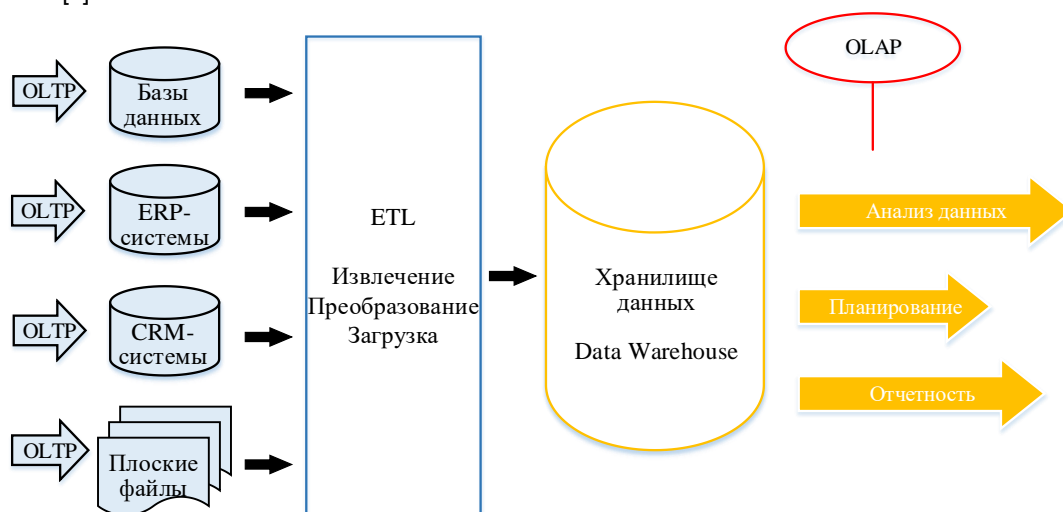 OLAP
OLTP
Базы
данных
OLTP
ERP-
системы
OLTP
CRM-
системы
OLTP
Плоские
файлы
ETL
Извлечение
Преобразование
Загрузка
Хранилище
данных
Data Warehouse
Анализ данных
Планирование
Отчетность